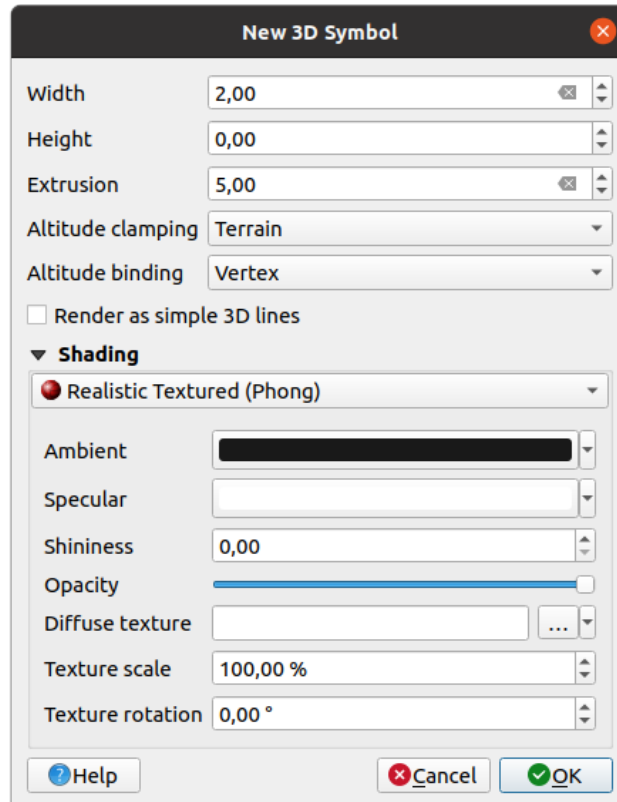 New 3D Symbol
Width 2,00
Height 0,00
Extrusion 5,00
Altitude clamping Terrain
Altitude binding Vertex
Render as simple 3D lines
Shading
Realistic Textured (Phong)
Ambient
Specular
Shininess 0,00
Opacity
Diffuse texture ...
Texture scale 100,00 %
Texture rotation 0,00 °
?Help Cancel OK